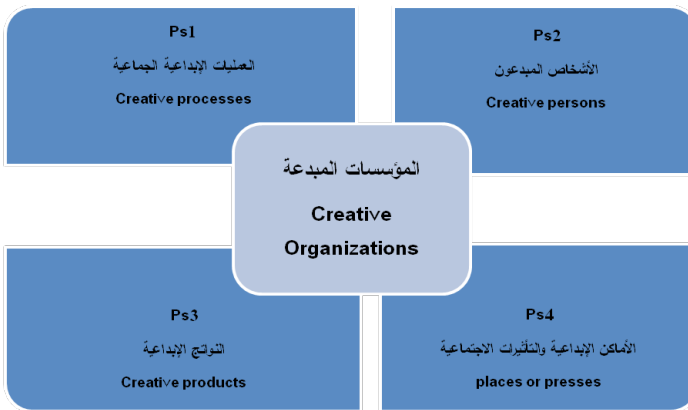 Ps1
العمليات الإبداعية الجماعية
Creative processes
Ps2
الأشخاص المبدعون
Creative persons
المؤسسات المبدعة
Creative
Organizations
Ps3
النواتج الإبداعية
Creative products
Ps4
الأماكن الإبداعية والتأثيرات الاجتماعية
places or presses